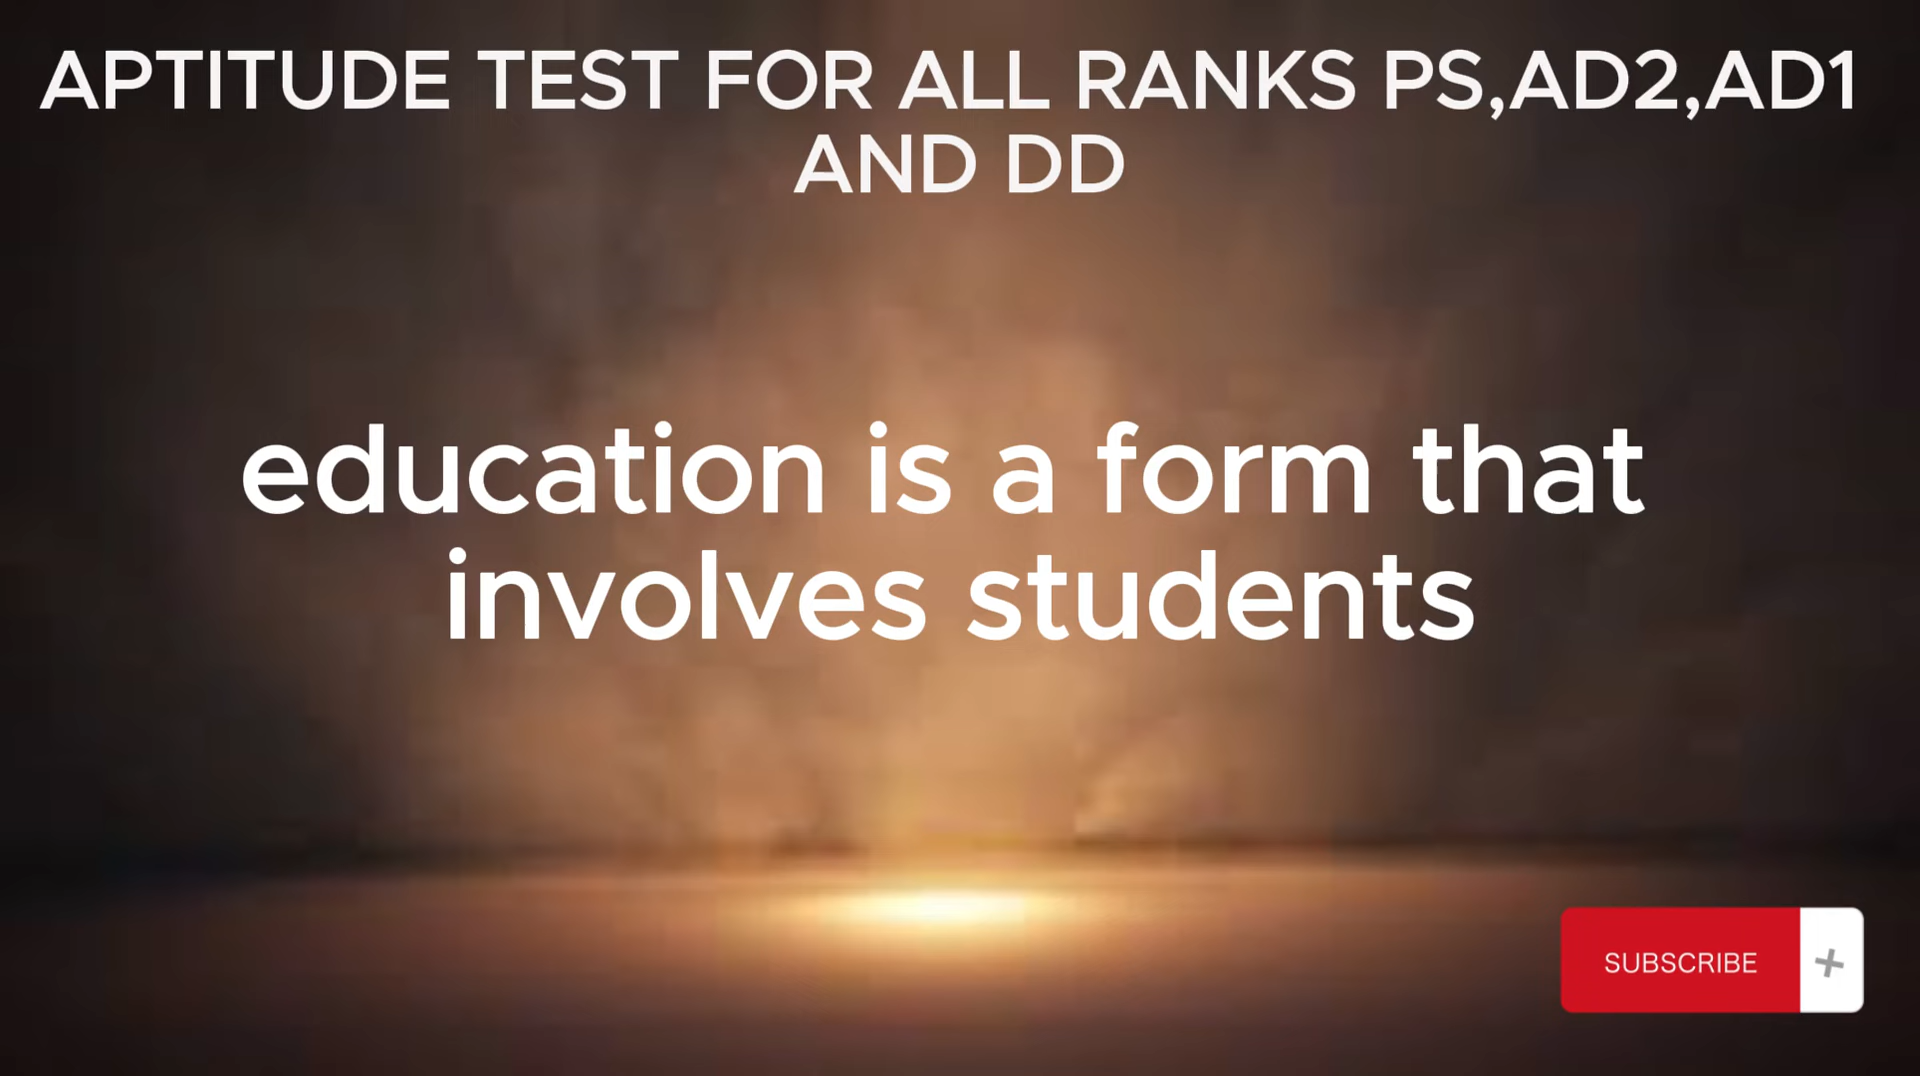 APTITUDE TEST FOR ALL RANKS PS,AD2,AD1
AND DD
education is a form that
involves students
SUBSCRIBE